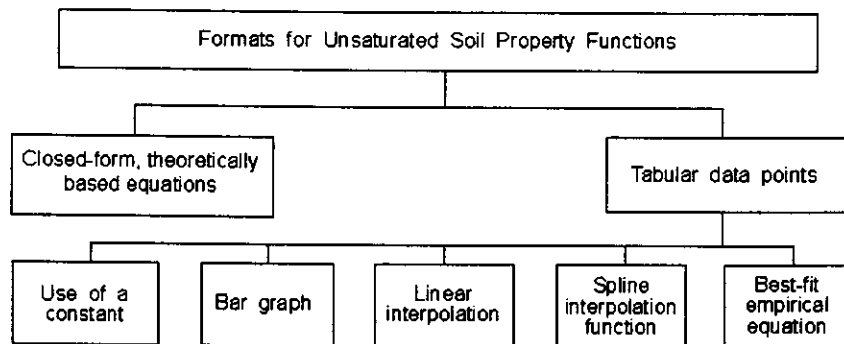 Formats for Unsaturated Soil Property Functions
Closed-form, theoretically
based equations
Tabular data points
Use of a
constant
Bar graph
Linear
interpolation
Spline
interpolation
function
Best-fit
empirical
equation